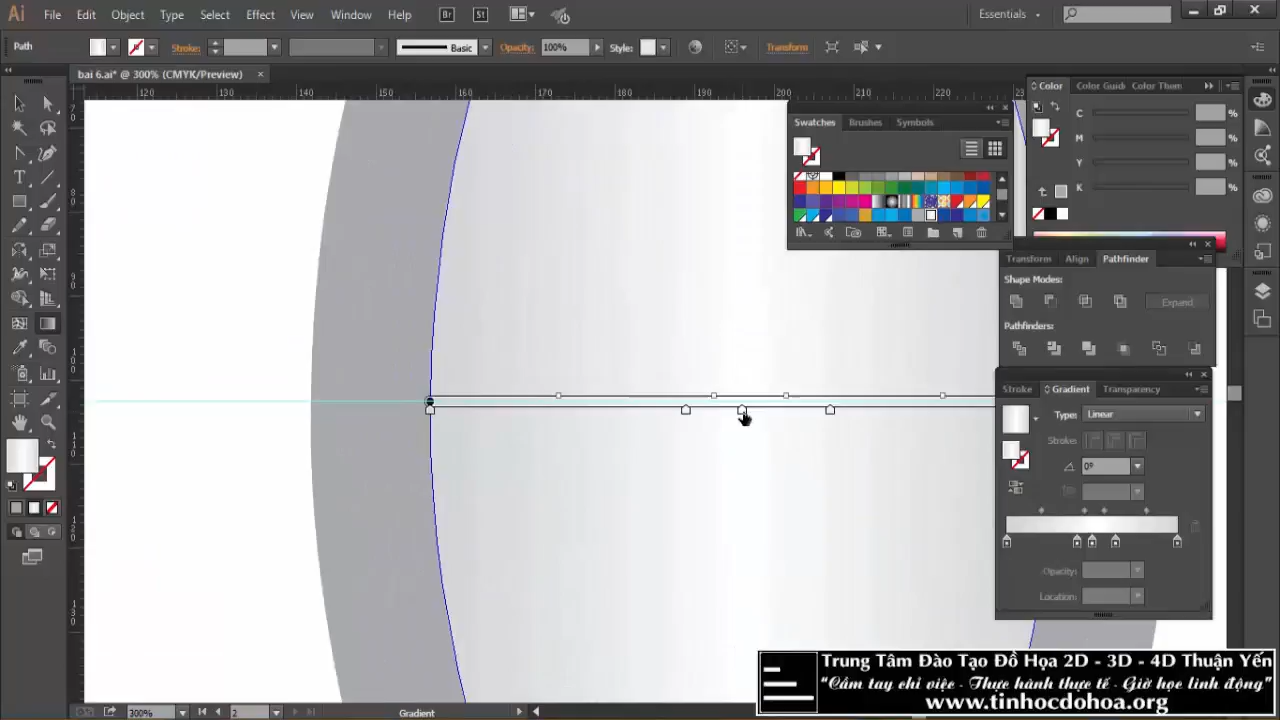 Ai File Edit Object Type Select Effect View Window Help Br St Essentials
Path Stroke: Basic Opacity: 100% Style: Transform
bai 6.ai* @ 300% (CMYK/Preview) ×
120 130 140 150 160 170 180 190 200 210 220
Color Color Guide Color Them
C %
M %
Y %
K %
Swatches Brushes Symbols
Transform Align Pathfinder
Shape Modes:
Expand
Pathfinders:
Stroke Gradient Transparency
Type: Linear
Stroke:
0°
Opacity:
Location:
300% 2 Gradient
Trung Tâm Đào Tạo Đồ Họa 2D - 3D - 4D Thuận Yến
"Cầm tay chỉ việc - Thực hành thực tế - Giờ học linh động"
www.tinhocdohoa.org